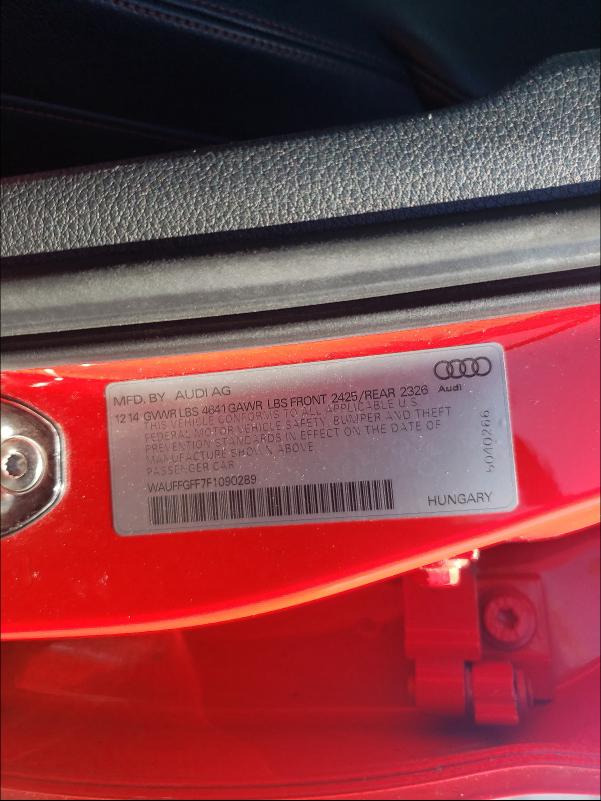 MFD. BY AUDI AG
12 14 GVWR LBS 4641 GAWR LBS FRONT 2425/REAR 2326
THIS VEHICLE CONFORMS TO ALL APPLICABLE U.S.
FEDERAL MOTOR VEHICLE SAFETY, BUMPER AND THEFT
PREVENTION STANDARDS IN EFFECT ON THE DATE OF
MANUFACTURE SHOWN ABOVE
PASSENGER CAR
WAUFFGFF7F1090289
HUNGARY
Audi
5040266